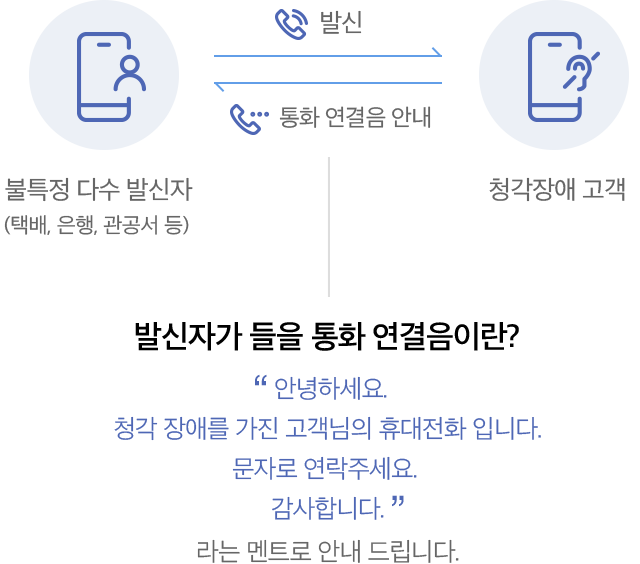 발신
통화 연결음 안내
불특정 다수 발신자
(택배, 은행, 관공서 등)
청각장애 고객
발신자가 들을 통화 연결음이란?
“ 안녕하세요.
청각 장애를 가진 고객님의 휴대전화 입니다.
문자로 연락주세요.
감사합니다. ”
라는 멘트로 안내 드립니다.